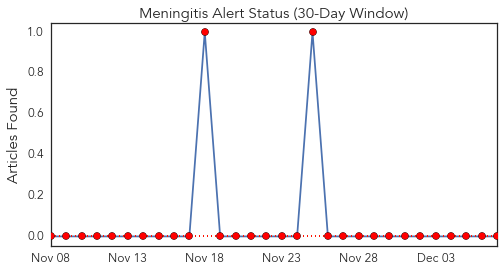 Meningitis Alert Status (30-Day Window)
1.0
0.8
0.6
0.4
0.2
0.0
Articles Found
Nov 08 Nov 13 Nov 18 Nov 23 Nov 28 Dec 03